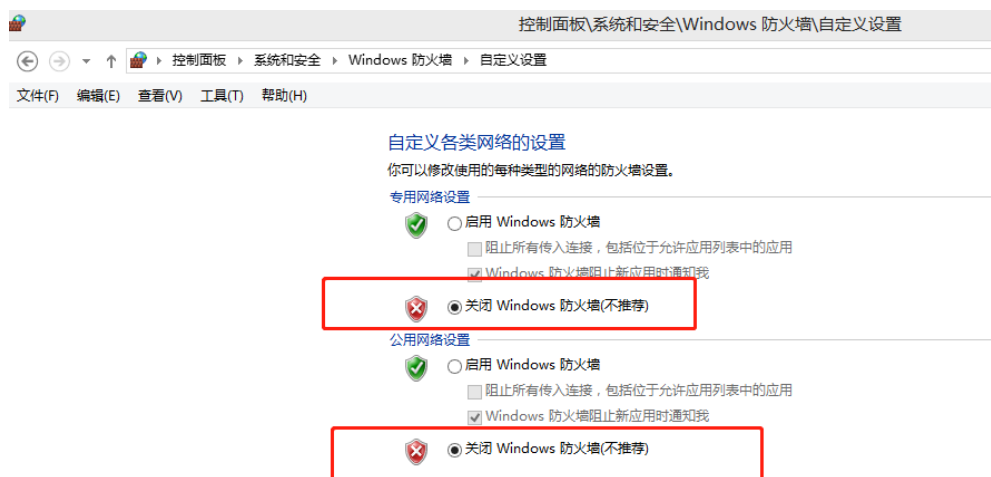 控制面板\系统和安全\Windows 防火墙\自定义设置
控制面板 系统和安全 Windows 防火墙 自定义设置
文件(F) 编辑(E) 查看(V) 工具(T) 帮助(H)
自定义各类网络的设置
你可以修改使用的每种类型的网络的防火墙设置。
专用网络设置
启用 Windows 防火墙
阻止所有传入连接，包括位于允许应用列表中的应用
Windows 防火墙阻止新应用时通知我
关闭 Windows 防火墙(不推荐)
公用网络设置
启用 Windows 防火墙
阻止所有传入连接，包括位于允许应用列表中的应用
Windows 防火墙阻止新应用时通知我
关闭 Windows 防火墙(不推荐)